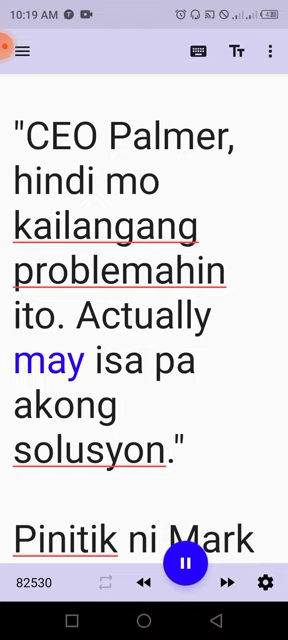 10:19 AM
"CEO Palmer,
hindi mo
kailangang
problemahin
ito. Actually
may isa pa
akong
solusyon."
Pinitik ni Mark
82530